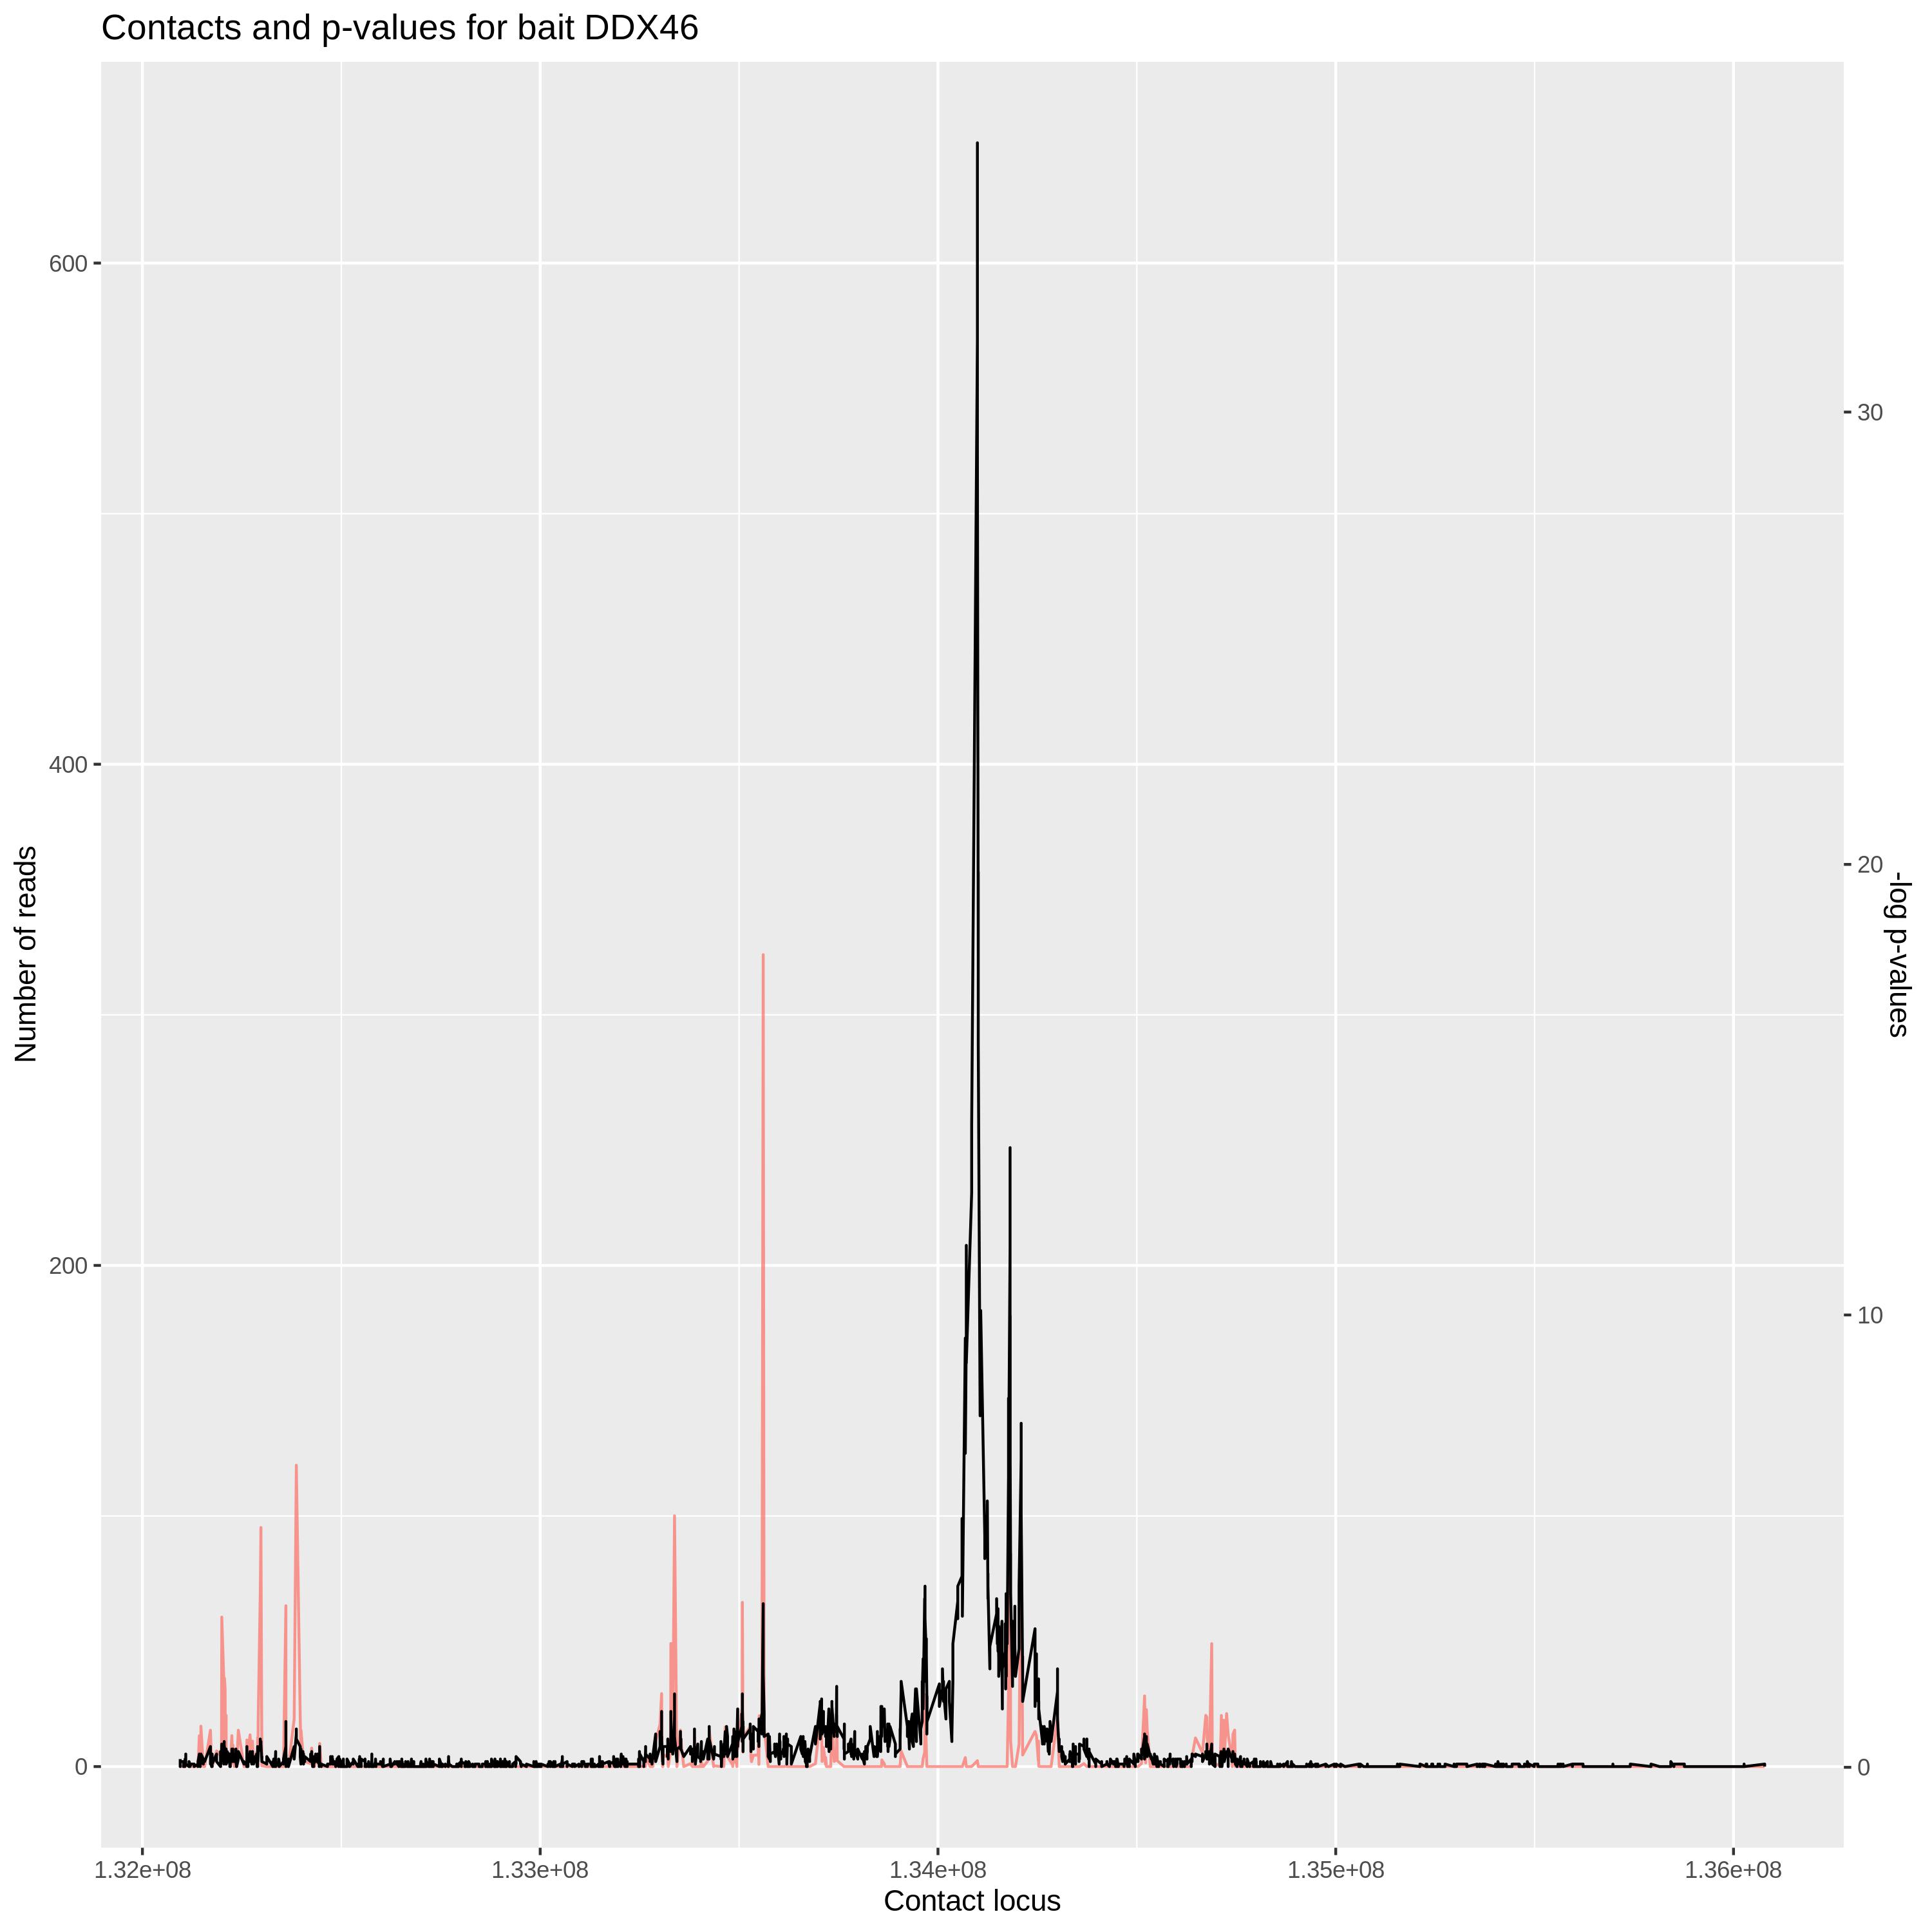 Contacts and p-values for bait DDX46
600
400
200
0
Number of reads
30
20
10
0
-log p-values
1.32e+08 1.33e+08 1.34e+08 1.35e+08 1.36e+08
Contact locus